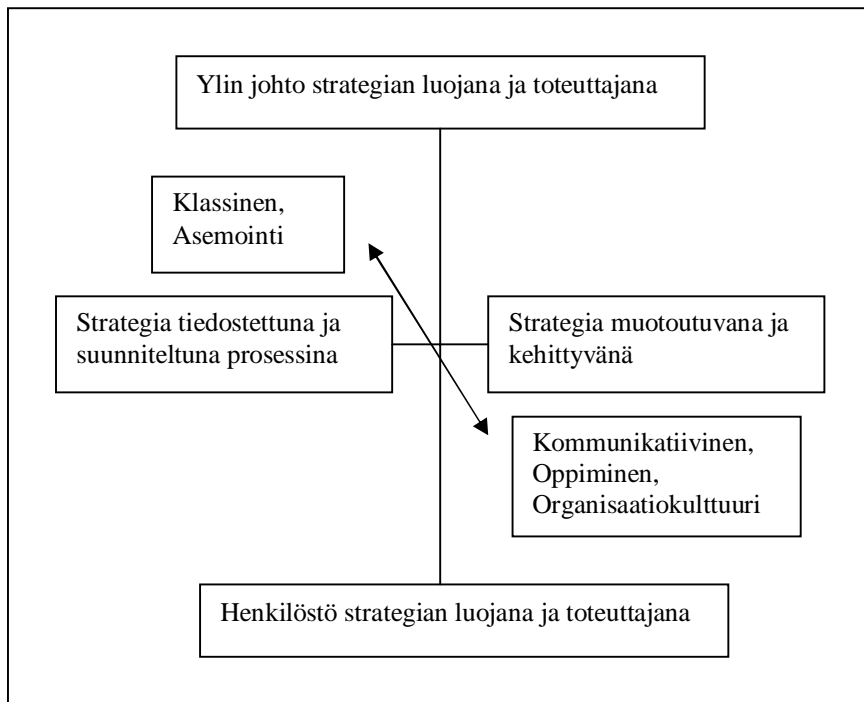 Ylin johto strategian luojana ja toteuttajana
Klassinen,
Asemointi
Strategia tiedostettuna ja
suunniteltuna prosessina
Strategia muotoutuvana ja
kehittyvänä
Kommunikatiivinen,
Oppiminen,
Organisaatiokulttuuri
Henkilöstö strategian luojana ja toteuttajana